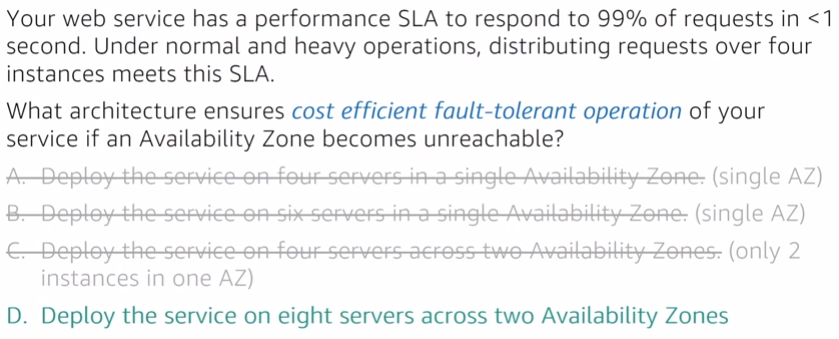 Your web service has a performance SLA to respond to 99% of requests in <1
second. Under normal and heavy operations, distributing requests over four
instances meets this SLA.
What architecture ensures cost efficient fault-tolerant operation of your
service if an Availability Zone becomes unreachable?
A. Deploy the service on four servers in a single Availability Zone. (single AZ)
B. Deploy the service on six servers in a single Availability Zone. (single AZ)
C. Deploy the service on four servers across two Availability Zones. (only 2
instances in one AZ)
D. Deploy the service on eight servers across two Availability Zones